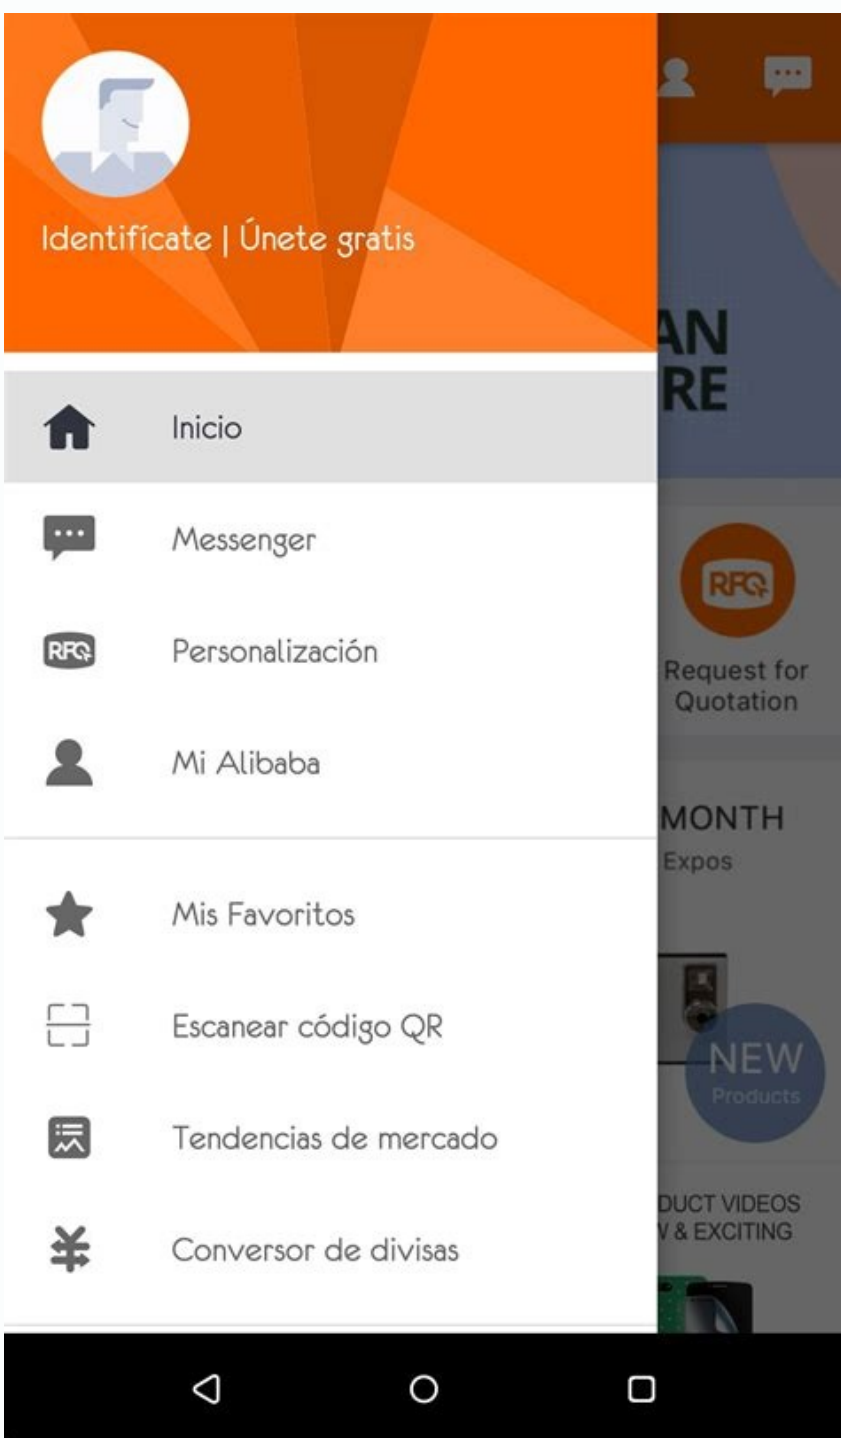 Identifícate | Únete gratis
Inicio
Messenger
RFQ
Personalización
Mi Alibaba
Mis Favoritos
Escanear código QR
Tendencias de mercado
Conversor de divisas
AN
RE
RFQ
Request for
Quotation
MONTH
Expos
NEW
Products
DUCT VIDEOS
& EXCITING